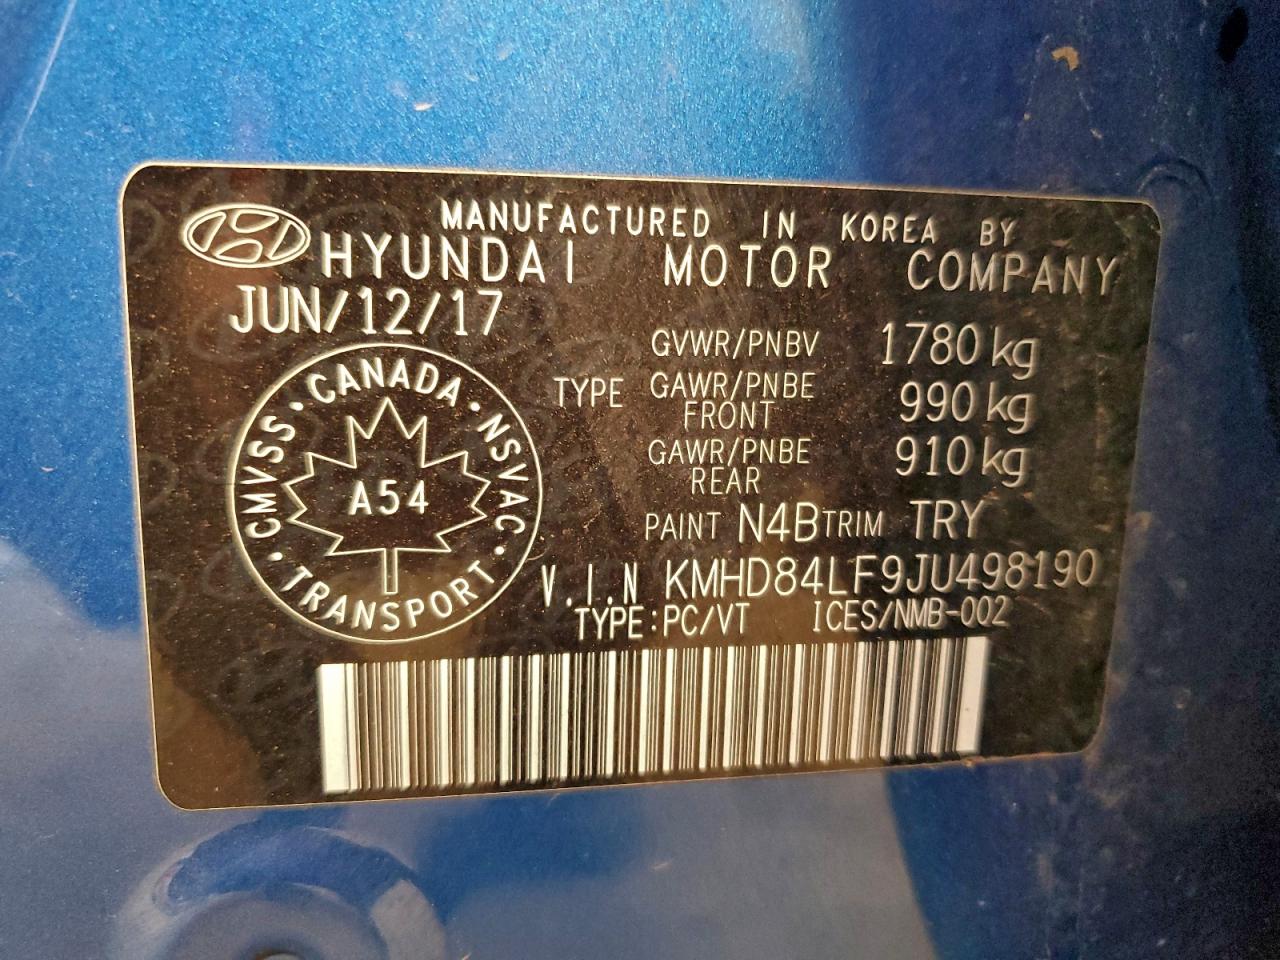 MANUFACTURED IN KOREA BY
HYUNDAI MOTOR COMPANY
JUN/12/17
GVWR/PNBV 1780 kg
TYPE GAWR/PNBE FRONT 990 kg
GAWR/PNBE REAR 910 kg
PAINT N4B TRIM TRY
V.I.N KMHD84LF9JU498190
TYPE:PC/VT ICES/NMB-002
CMVSS · CANADA · NSVAC · TRANSPORT ·
A54